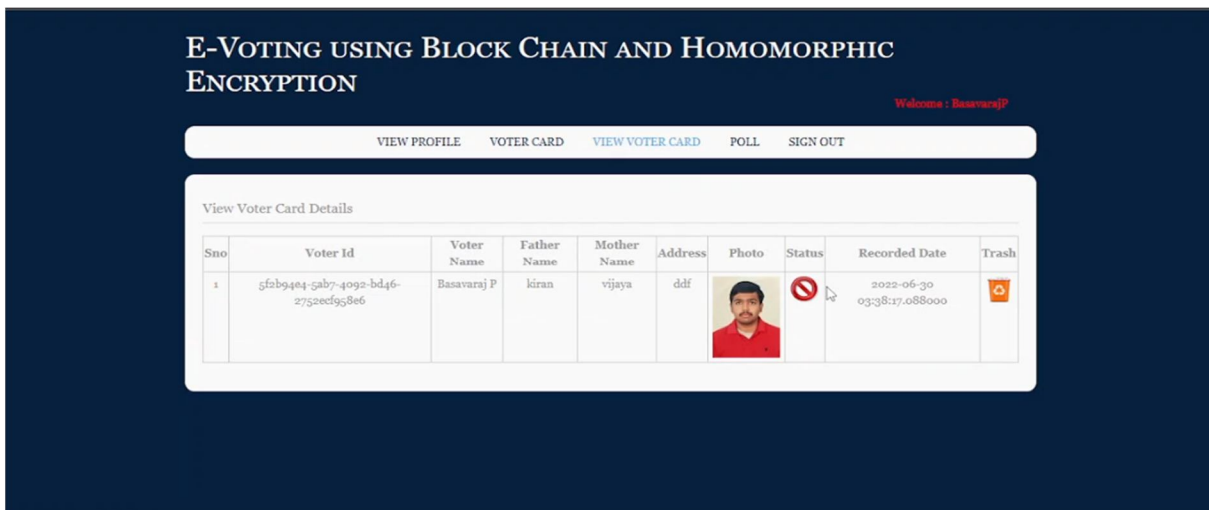 E-Voting using Block Chain and Homomorphic
Encryption
Welcome : BasavarajP
VIEW PROFILE VOTER CARD VIEW VOTER CARD POLL SIGN OUT
View Voter Card Details
Sno Voter Id Voter Name Father Name Mother Name Address Photo Status Recorded Date Trash
1 5f2b94e4-5ab7-4092-bd46-2752ecf958e6 Basavaraj P kiran vijaya ddf 2022-06-30 03:38:17.088000